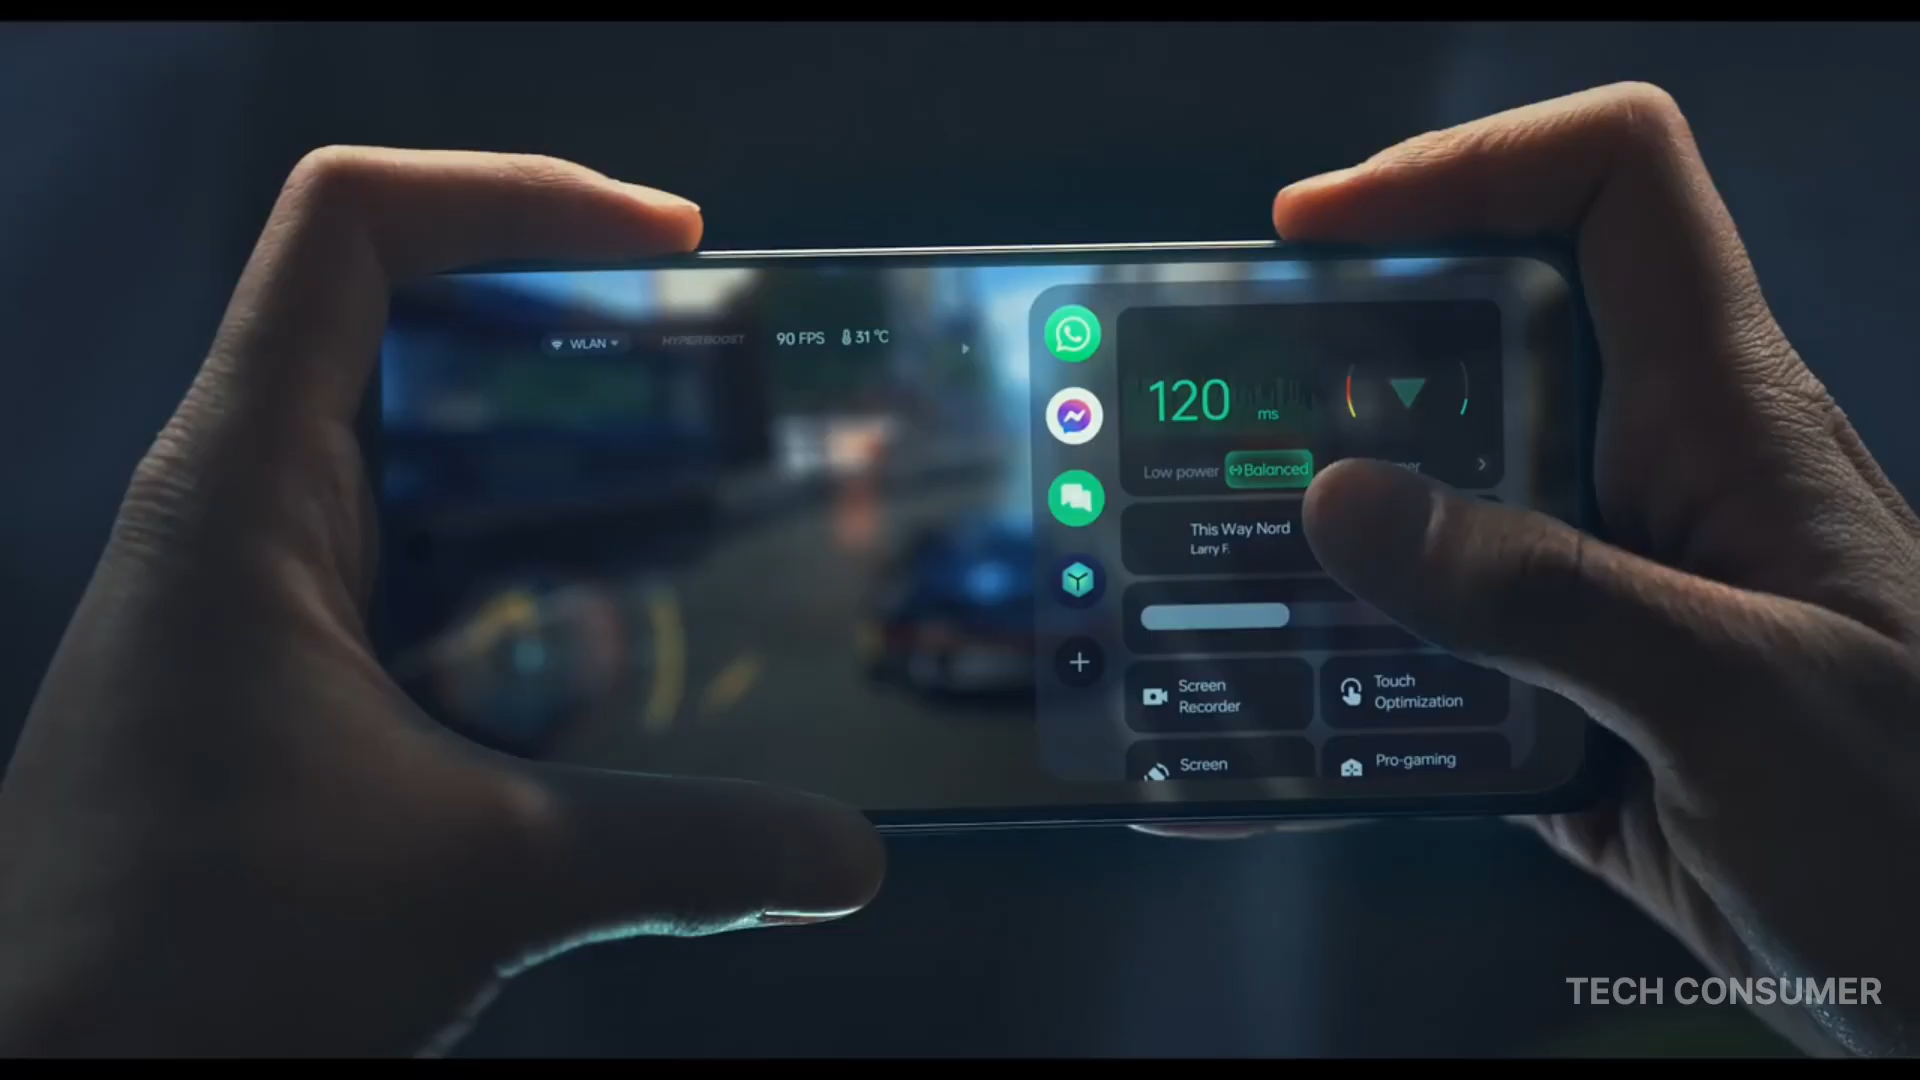 WLAN
HYPERBOOST
90 FPS
31 ℃
120 ms
Low power
Balanced
This Way Nord
Larry F.
Screen
Recorder
Touch
Optimization
Screen
Pro-gaming
TECH CONSUMER